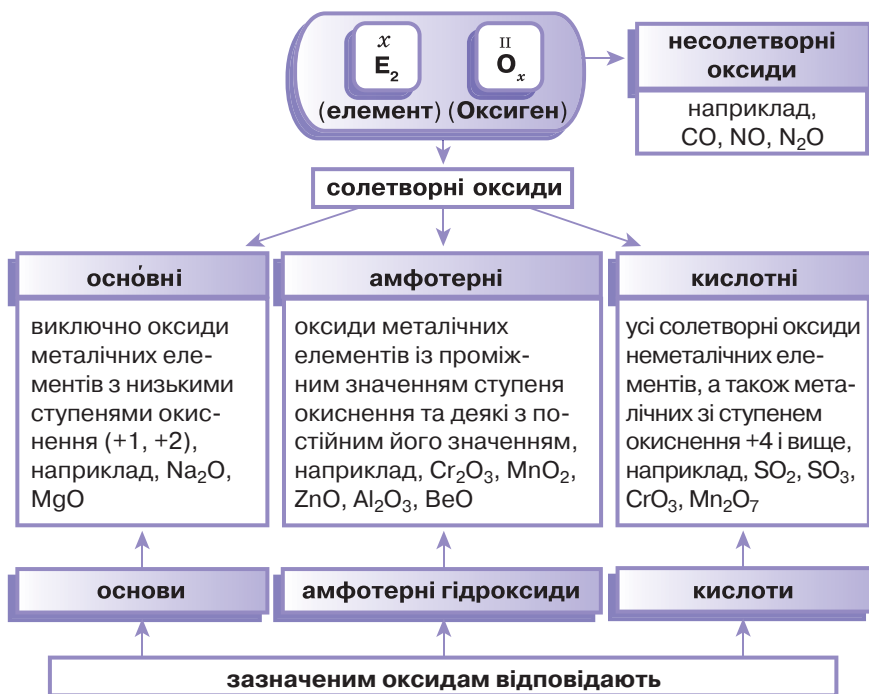 x
E₂
II
Oₓ
(елемент) (Оксиген)
несолетворні
оксиди
наприклад,
CO, NO, N₂O
солетворні оксиди
осно́вні
виключно оксиди
металічних еле-
ментів з низькими
ступенями окис-
нення (+1, +2),
наприклад, Na₂O,
MgO
амфотерні
оксиди металічних
елементів із проміж-
ним значенням ступеня
окиснення та деякі з по-
стійним його значенням,
наприклад, Cr₂O₃, MnO₂,
ZnO, Al₂O₃, BeO
кислотні
усі солетворні оксиди
неметалічних еле-
ментів, а також мета-
лічних зі ступенем
окиснення +4 і вище,
наприклад, SO₂, SO₃,
CrO₃, Mn₂O₇
основи
амфотерні гідроксиди
кислоти
зазначеним оксидам відповідають